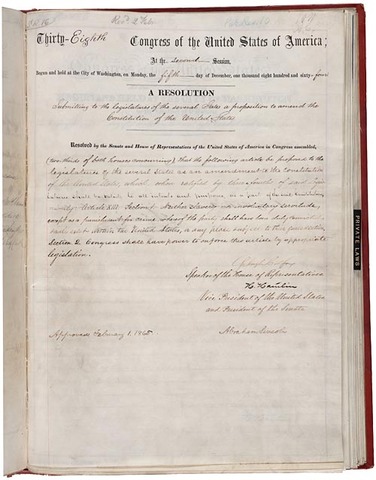 Thirty-Eighth Congress of the United States of America;
At the second Session,
Begun and held at the City of Washington, on Monday, the fifth day of December, one thousand eight hundred and sixty-four
A RESOLUTION
Submitting to the legislatures of the several States a proposition to amend the
Constitution of the United States
Resolved by the Senate and House of Representatives of the United States of America in Congress assembled,
(two-thirds of both houses concurring) That the following article be proposed to the
legislatures of the several States as an amendment to the Constitution
of the United States, which, when ratified by three-fourths of said
shall be valid, to all intents and purposes, as a part of the said
Article XIII. Section 1. Neither slavery nor involuntary servitude,
except as a punishment for crime whereof the party shall have been duly convicted
shall exist within the United States, or any place subject to their jurisdiction.
Section 2. Congress shall have power to enforce this article by appropriate
legislation.
Speaker of the House of Representatives
H. Hamlin
Vice President of the United States
and President of the Senate
Approved, February 1, 1865
Abraham Lincoln
PRIVATE LAWS